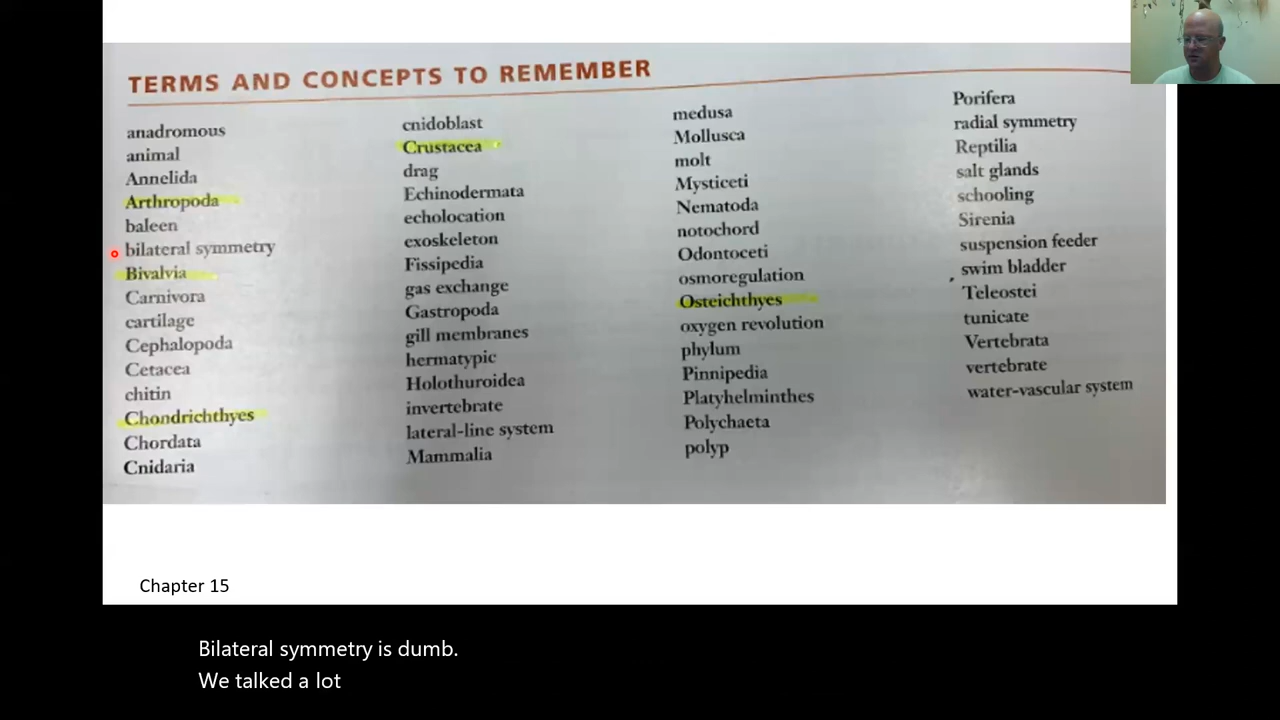 TERMS AND CONCEPTS TO REMEMBER
anadromous
animal
Annelida
Arthropoda
baleen
bilateral symmetry
Bivalvia
Carnivora
cartilage
Cephalopoda
Cetacea
chitin
Chondrichthyes
Chordata
Cnidaria
cnidoblast
Crustacea
drag
Echinodermata
echolocation
exoskeleton
Fissipedia
gas exchange
Gastropoda
gill membranes
hermatypic
Holothuroidea
invertebrate
lateral-line system
Mammalia
medusa
Mollusca
molt
Mysticeti
Nematoda
notochord
Odontoceti
osmoregulation
Osteichthyes
oxygen revolution
phylum
Pinnipedia
Platyhelminthes
Polychaeta
polyp
Porifera
radial symmetry
Reptilia
salt glands
schooling
Sirenia
suspension feeder
swim bladder
Teleostei
tunicate
Vertebrata
vertebrate
water-vascular system
Chapter 15
Bilateral symmetry is dumb.
We talked a lot